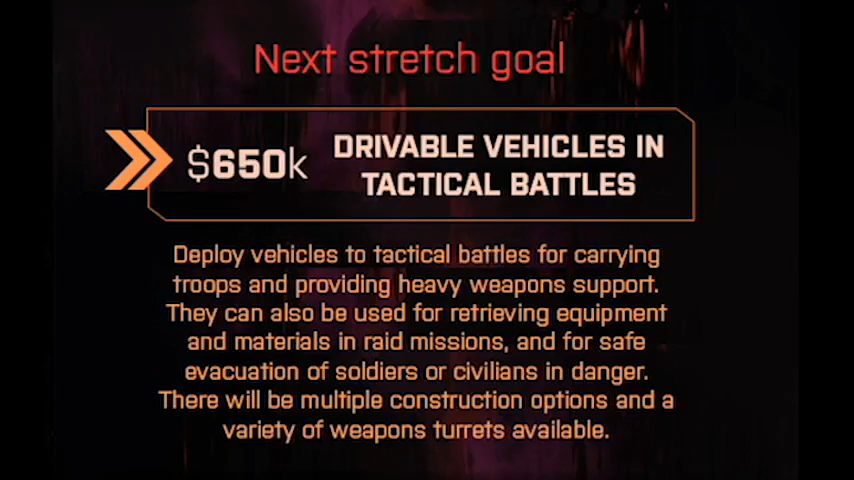 Next stretch goal
$650k
DRIVABLE VEHICLES IN
TACTICAL BATTLES
Deploy vehicles to tactical battles for carrying
troops and providing heavy weapons support.
They can also be used for retrieving equipment
and materials in raid missions, and for safe
evacuation of soldiers or civilians in danger.
There will be multiple construction options and a
variety of weapons turrets available.